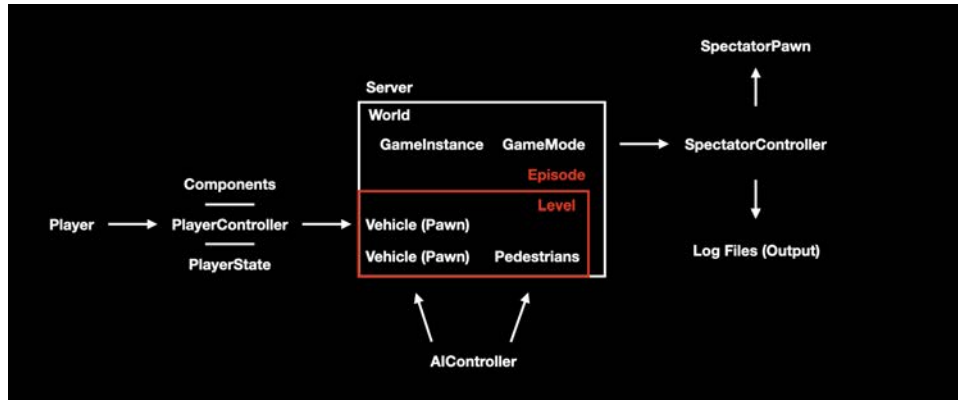 SpectatorPawn
Server
World
GameInstance GameMode
SpectatorController
Episode
Components
Level
Player
PlayerController
Vehicle (Pawn)
PlayerState
Vehicle (Pawn) Pedestrians
Log Files (Output)
AIController